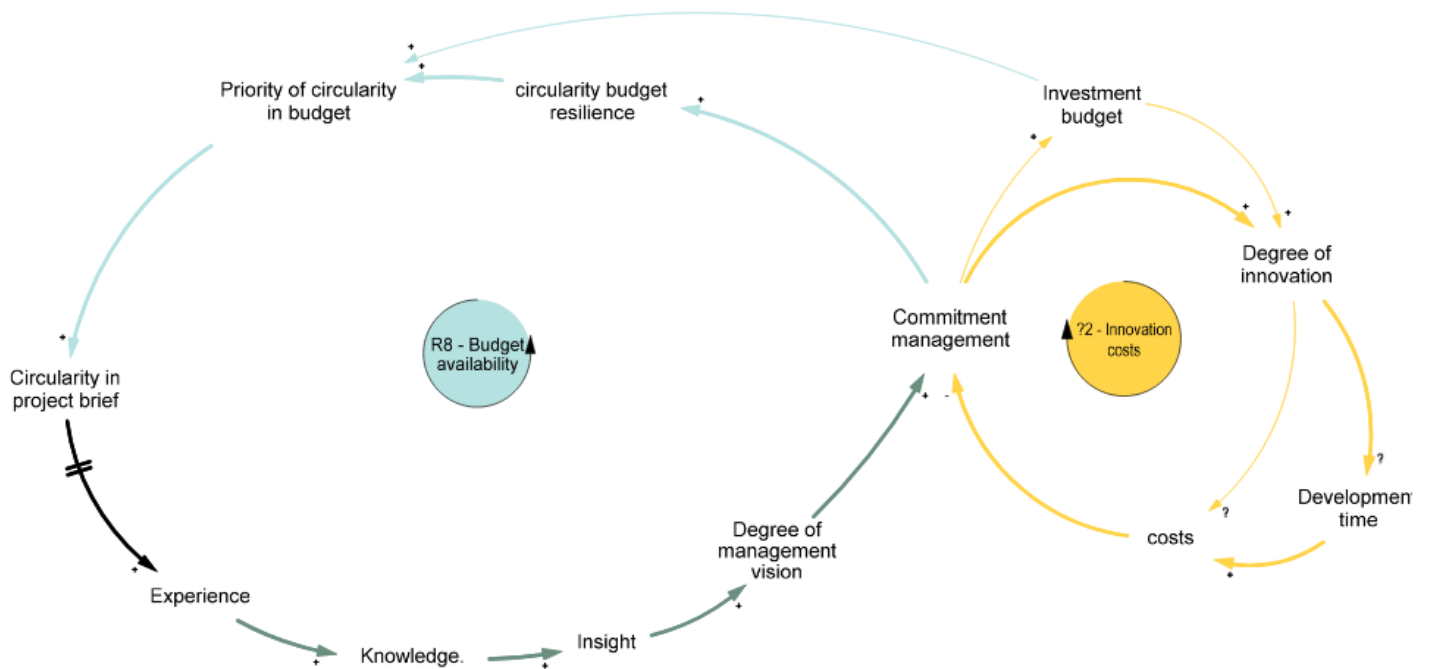 Priority of circularity
in budget
circularity budget
resilience
Investment
budget
Degree of
innovation
Commitment
management
R8 - Budget
availability
?2 - Innovation
costs
Circularity in
project brief
Developmen
time
costs
Degree of
management
vision
Experience
Insight
Knowledge.
+
+
+
+
+
+
+
+
-
?
?
+
+
+
+
+